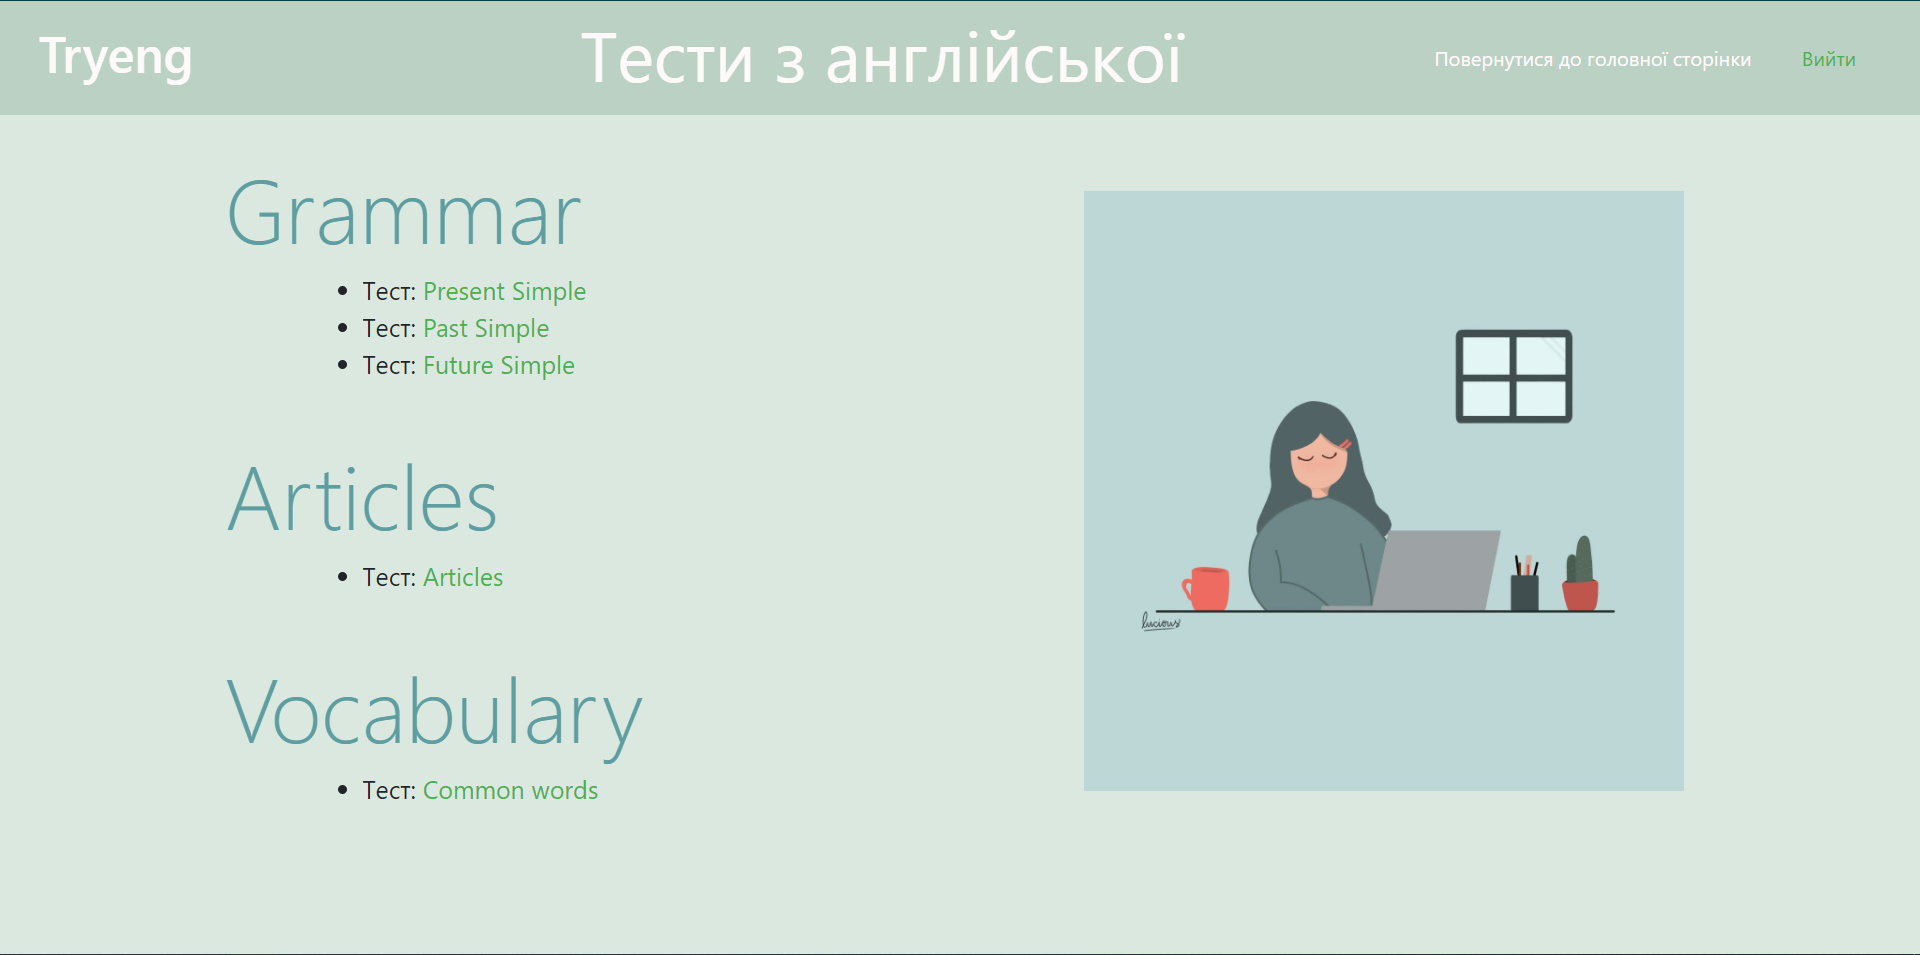 Tryeng
Тести з англійської
Повернутися до головної сторінки
Вийти
Grammar
Тест: Present Simple
Тест: Past Simple
Тест: Future Simple
Articles
Тест: Articles
Vocabulary
Тест: Common words
lucious